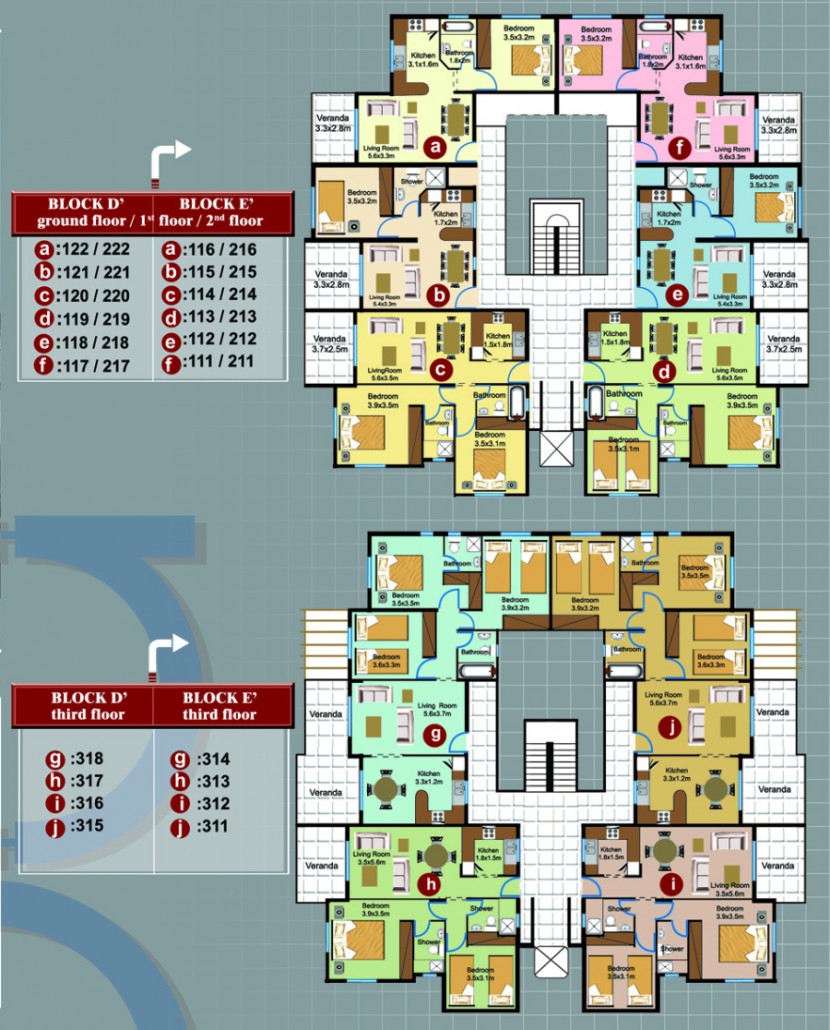 BLOCK D' BLOCK E'
ground floor / 1st floor / 2nd floor
a :122 / 222 a :116 / 216
b :121 / 221 b :115 / 215
c :120 / 220 c :114 / 214
d :119 / 219 d :113 / 213
e :118 / 218 e :112 / 212
f :117 / 217 f :111 / 211
Kitchen
3.1x1.6m
Bathroom
1.8x2m
Bedroom
3.5x3.2m
Bedroom
3.5x3.2m
Bathroom
1.8x2m
Kitchen
3.1x1.6m
Veranda
3.3x2.8m
Living Room
5.6x3.3m
a
f
Living Room
5.6x3.3m
Veranda
3.3x2.8m
Bedroom
3.5x3.2m
Shower
Kitchen
1.7x2m
Shower
Kitchen
1.7x2m
Bedroom
3.5x3.2m
Veranda
3.3x2.8m
Living Room
5.4x3.3m
b
e
Living Room
5.4x3.3m
Veranda
3.3x2.8m
Veranda
3.7x2.5m
LivingRoom
5.6x3.5m
c
Kitchen
1.5x1.8m
Kitchen
1.5x1.8m
d
Living Room
5.6x3.5m
Veranda
3.7x2.5m
Bedroom
3.9x3.5m
Bathroom
Bathroom
Bedroom
3.5x3.1m
Bathroom
Bathroom
Bedroom
3.5x3.1m
Bedroom
3.9x3.5m
BLOCK D' BLOCK E'
third floor third floor
g :318 g :314
h :317 h :313
i :316 i :312
j :315 j :311
Bedroom
3.5x3.5m
Bathroom
Bedroom
3.9x3.2m
Bedroom
3.9x3.2m
Bathroom
Bedroom
3.5x3.5m
Bedroom
3.6x3.3m
Bathroom
Bathroom
Bedroom
3.6x3.3m
Veranda
Living Room
5.6x3.7m
g
Living Room
5.6x3.7m
j
Veranda
Veranda
Kitchen
3.3x1.2m
Kitchen
3.3x1.2m
Veranda
Veranda
Living Room
3.5x5.6m
h
Kitchen
1.8x1.5m
Kitchen
1.8x1.5m
i
Living Room
3.5x5.6m
Veranda
Bedroom
3.9x3.5m
Shower
Shower
Bedroom
3.5x3.1m
Shower
Shower
Bedroom
3.5x3.1m
Bedroom
3.9x3.5m